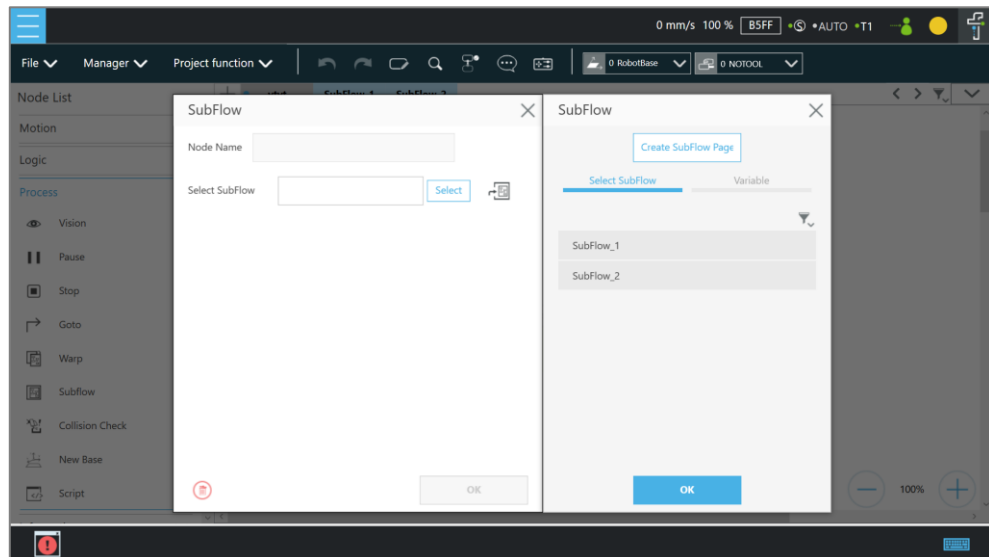 0 mm/s 100 % B5FF •Ⓢ •AUTO •T1
File Manager Project function 0 RobotBase 0 NOTOOL
Node List
Motion
Logic
Process
Vision
Pause
Stop
Goto
Warp
Subflow
Collision Check
New Base
Script
SubFlow
Node Name
Select SubFlow Select
OK
SubFlow
Create SubFlow Page
Select SubFlow Variable
SubFlow_1
SubFlow_2
OK
100%